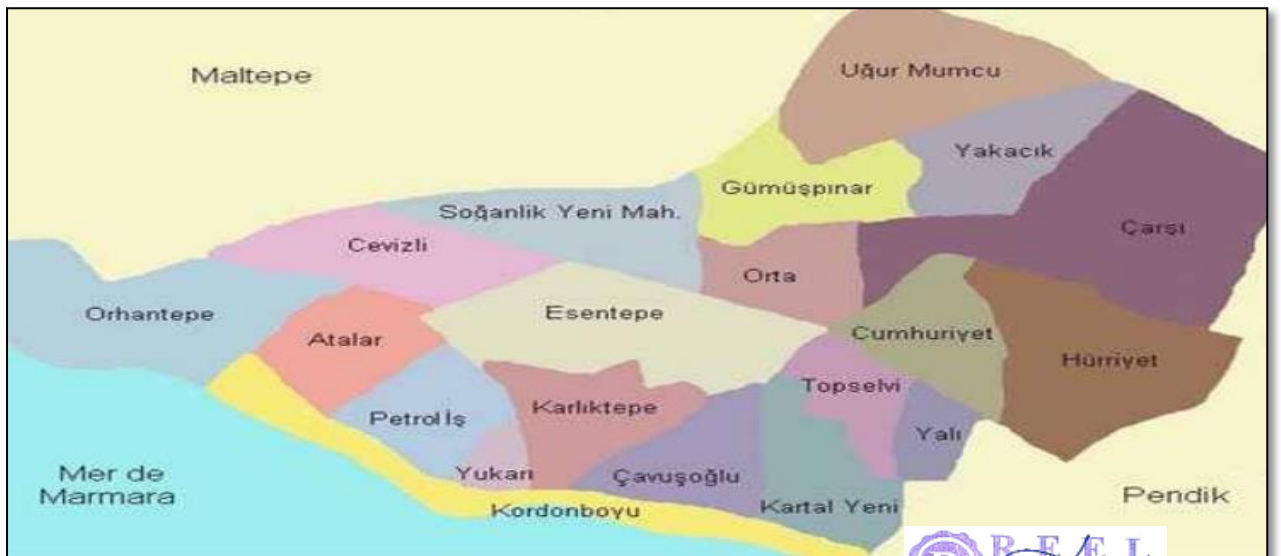 Maltepe
Uğur Mumcu
Yakacık
Gümüşpınar
Soğanlik Yeni Mah.
Çarşı
Cevizli
Orta
Orhantepe
Esentepe
Atalar
Cumhuriyet
Hürriyet
Topselvi
Karlıktepe
Petrol İş
Yalı
Yukarı
Çavuşoğlu
Mer de
Marmara
Kordonboyu
Kartal Yeni
Pendik
REEL